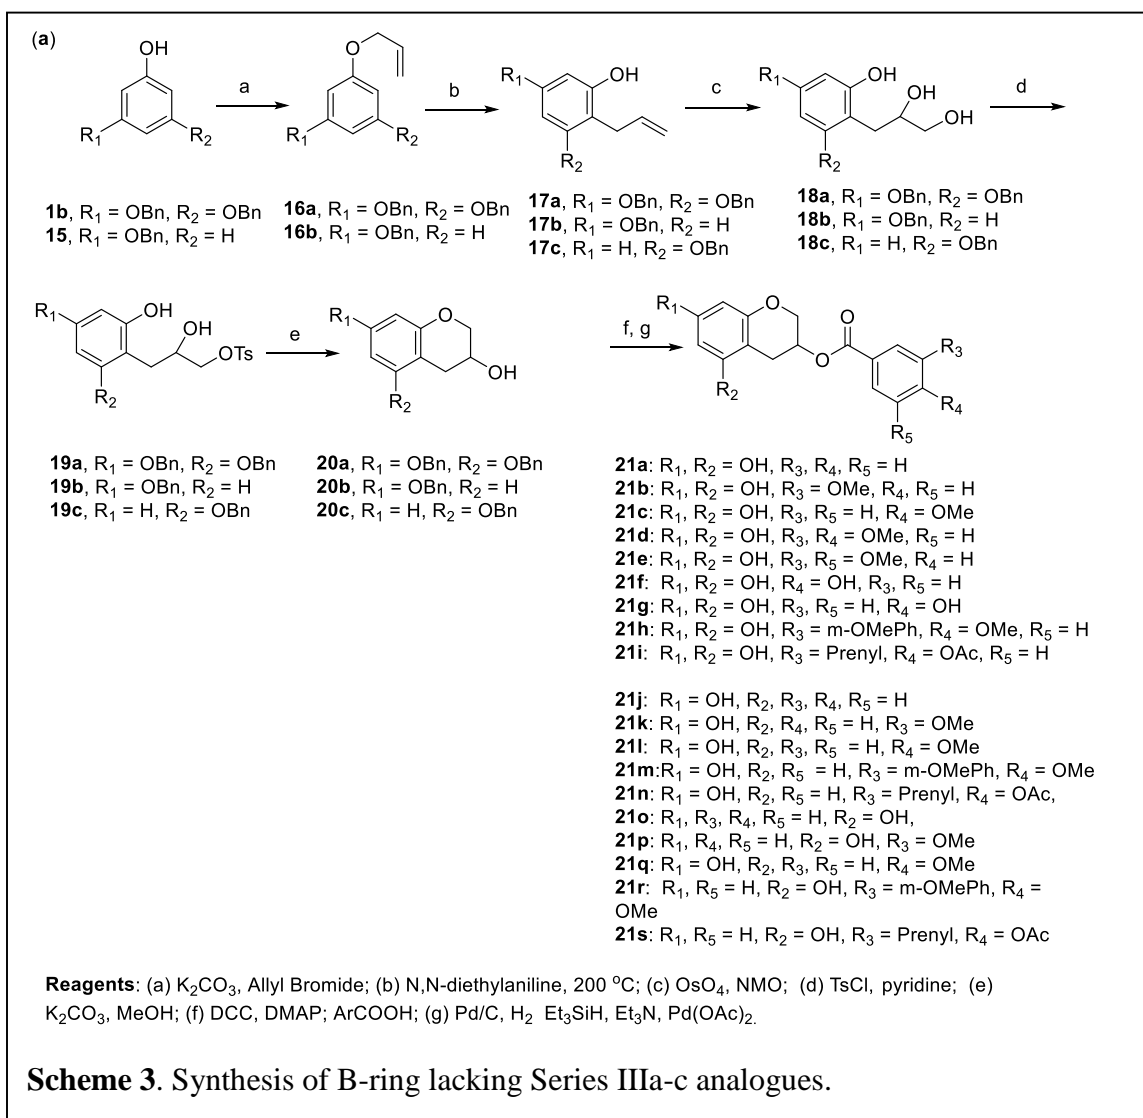 (a)
OH
R1
R2
a
O
R1
R2
b
R1
OH
R2
c
R1
OH
OH
OH
R2
d
1b, R1 = OBn, R2 = OBn
15, R1 = OBn, R2 = H
16a, R1 = OBn, R2 = OBn
16b, R1 = OBn, R2 = H
17a, R1 = OBn, R2 = OBn
17b, R1 = OBn, R2 = H
17c, R1 = H, R2 = OBn
18a, R1 = OBn, R2 = OBn
18b, R1 = OBn, R2 = H
18c, R1 = H, R2 = OBn
R1
OH
OH
OTs
R2
e
R1
O
OH
R2
f, g
R1
O
R2
O
O
R3
R4
R5
19a, R1 = OBn, R2 = OBn
19b, R1 = OBn, R2 = H
19c, R1 = H, R2 = OBn
20a, R1 = OBn, R2 = OBn
20b, R1 = OBn, R2 = H
20c, R1 = H, R2 = OBn
21a: R1, R2 = OH, R3, R4, R5 = H
21b: R1, R2 = OH, R3 = OMe, R4, R5 = H
21c: R1, R2 = OH, R3, R5 = H, R4 = OMe
21d: R1, R2 = OH, R3, R4 = OMe, R5 = H
21e: R1, R2 = OH, R3, R5 = OMe, R4 = H
21f: R1, R2 = OH, R4 = OH, R3, R5 = H
21g: R1, R2 = OH, R3, R5 = H, R4 = OH
21h: R1, R2 = OH, R3 = m-OMePh, R4 = OMe, R5 = H
21i: R1, R2 = OH, R3 = Prenyl, R4 = OAc, R5 = H
21j: R1 = OH, R2, R3, R4, R5 = H
21k: R1 = OH, R2, R4, R5 = H, R3 = OMe
21l: R1 = OH, R2, R3, R5 = H, R4 = OMe
21m:R1 = OH, R2, R5 = H, R3 = m-OMePh, R4 = OMe
21n: R1 = OH, R2, R5 = H, R3 = Prenyl, R4 = OAc,
21o: R1, R3, R4, R5 = H, R2 = OH,
21p: R1, R4, R5 = H, R2 = OH, R3 = OMe
21q: R1 = OH, R2, R3, R5 = H, R4 = OMe
21r: R1, R5 = H, R2 = OH, R3 = m-OMePh, R4 =
OMe
21s: R1, R5 = H, R2 = OH, R3 = Prenyl, R4 = OAc
Reagents: (a) K2CO3, Allyl Bromide; (b) N,N-diethylaniline, 200 °C; (c) OsO4, NMO; (d) TsCl, pyridine; (e)
K2CO3, MeOH; (f) DCC, DMAP; ArCOOH; (g) Pd/C, H2 Et3SiH, Et3N, Pd(OAc)2.
Scheme 3. Synthesis of B-ring lacking Series IIIa-c analogues.